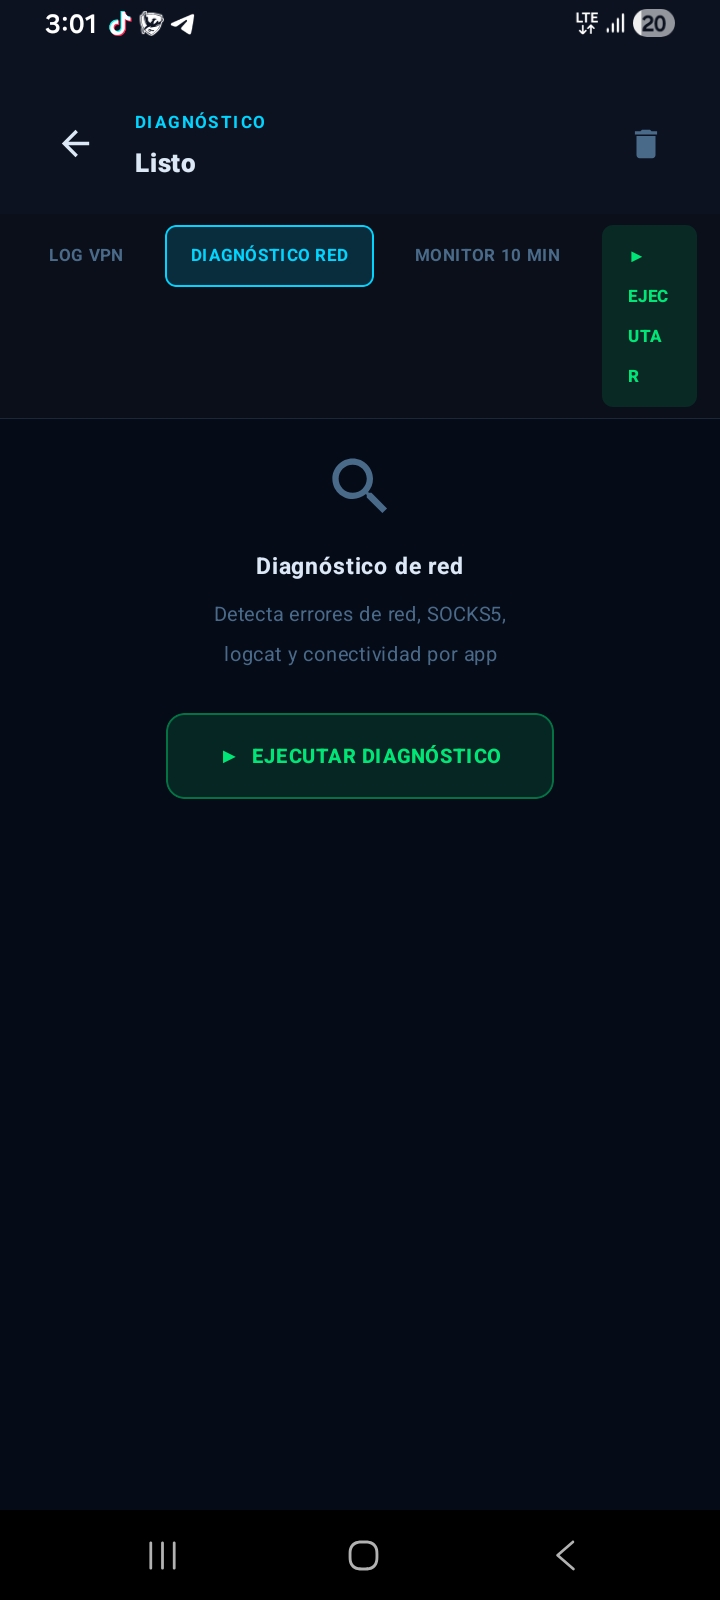 3:01
LTE
20
DIAGNÓSTICO
Listo
LOG VPN
DIAGNÓSTICO RED
MONITOR 10 MIN
▶
EJEC
UTA
R
Diagnóstico de red
Detecta errores de red, SOCKS5,
logcat y conectividad por app
▶ EJECUTAR DIAGNÓSTICO